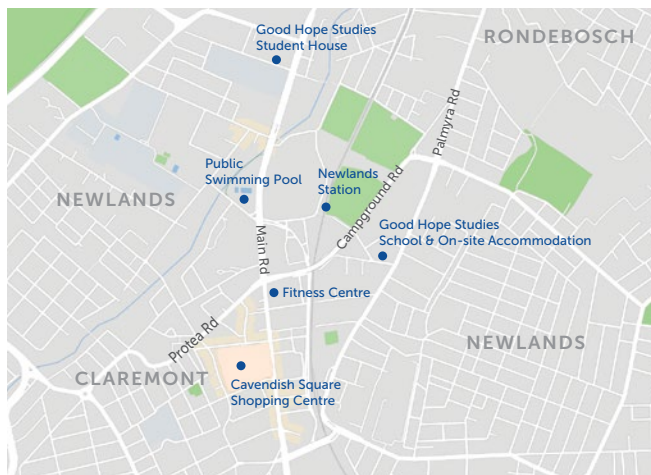 Good Hope Studies
Student House
RONDEBOSCH
Palmyra Rd
Public
Swimming Pool
Newlands
Station
NEWLANDS
Campground Rd
Good Hope Studies
School & On-site Accommodation
Main Rd
Fitness Centre
Protea Rd
NEWLANDS
CLAREMONT
Cavendish Square
Shopping Centre